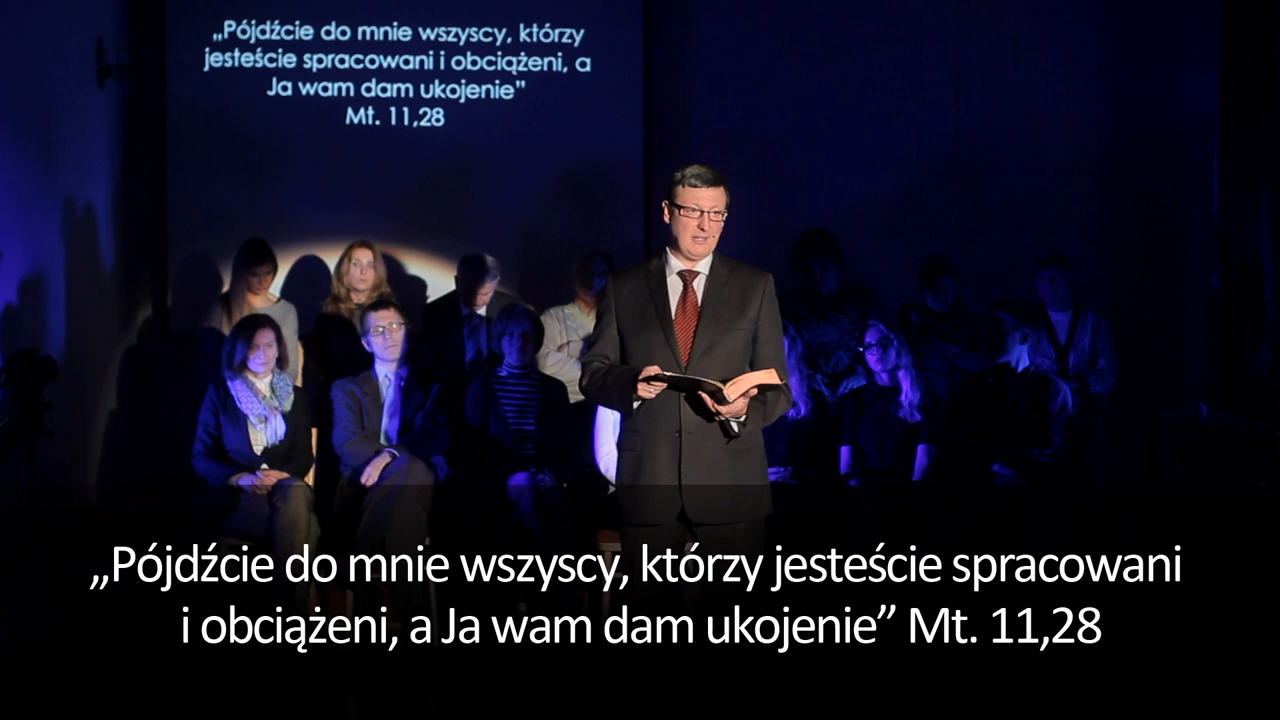 „Pójdźcie do mnie wszyscy, którzy
jesteście spracowani i obciążeni, a
Ja wam dam ukojenie”
Mt. 11,28
„Pójdźcie do mnie wszyscy, którzy jesteście spracowani
i obciążeni, a Ja wam dam ukojenie” Mt. 11,28